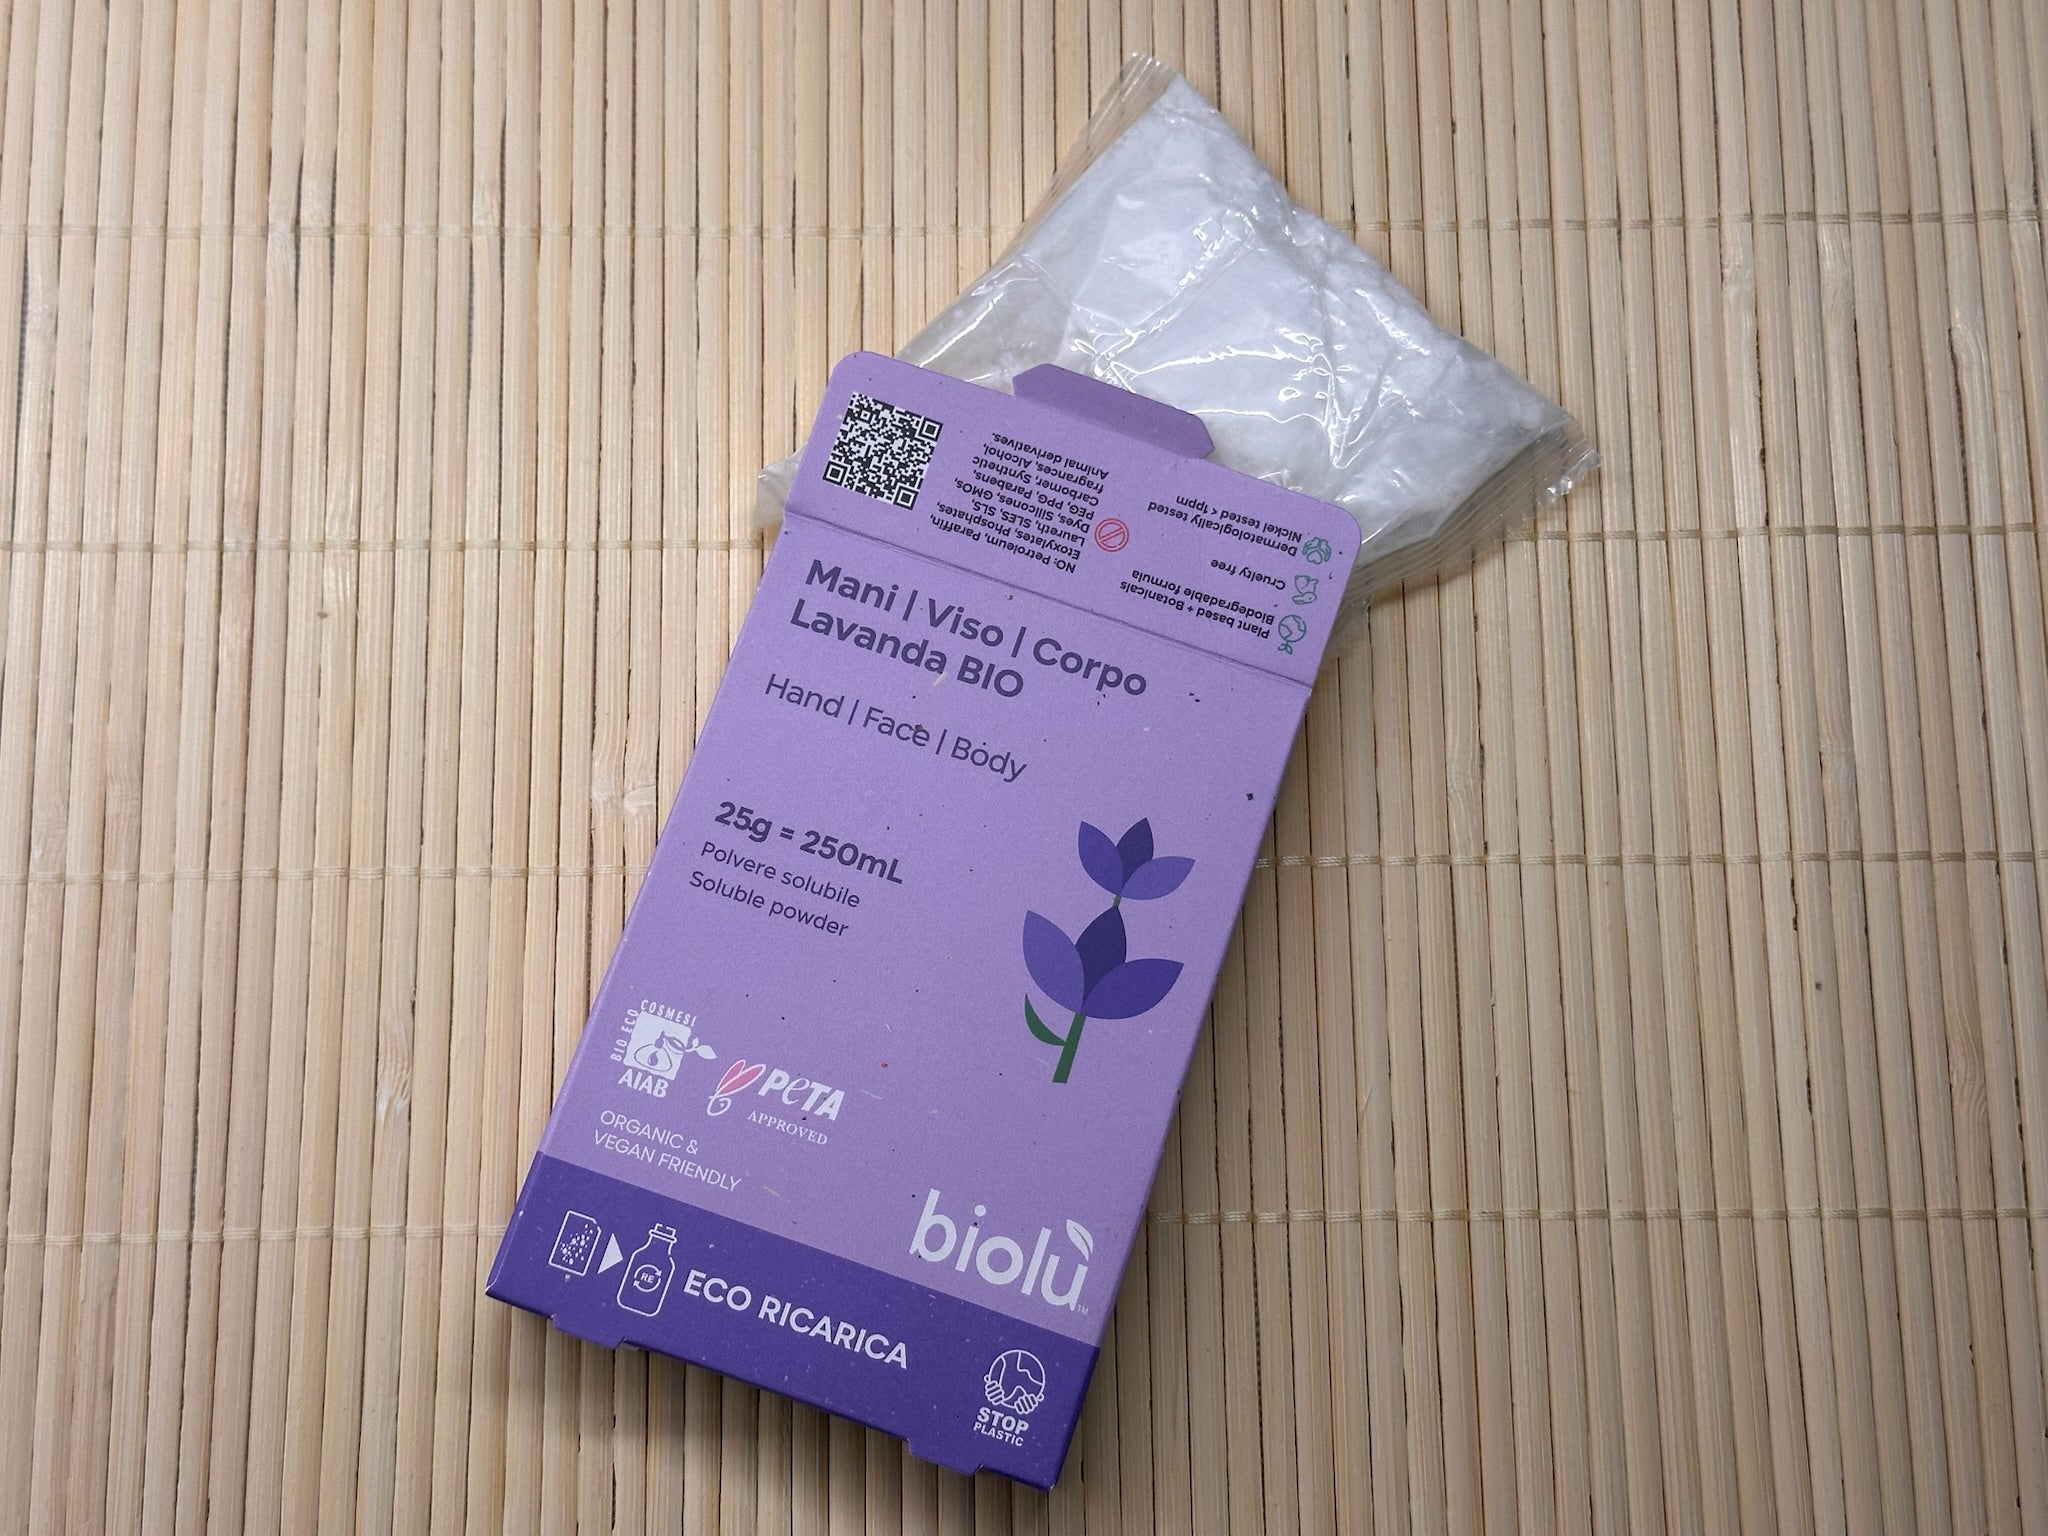 NO: Petroleum, Paraffin,
Etoxylates, Phosphates,
Laureth, SLES, SLS,
Dyes, Silicones, GMOs,
PEG, PPG, Parabens,
Carbomer, Synthetic
fragrances, Alcohol,
Animal derivatives.
Plant based + Botanicals
Biodegradable formula
Cruelty free
Dermatologically tested
Nickel tested < 1ppm
Mani | Viso | Corpo
Lavanda BIO
Hand | Face | Body
25g = 250mL
Polvere solubile
Soluble powder
BIO ECO COSMESI
AIAB
PETA
APPROVED
ORGANIC &
VEGAN FRIENDLY
biolù™
RE
ECO RICARICA
STOP
PLASTIC